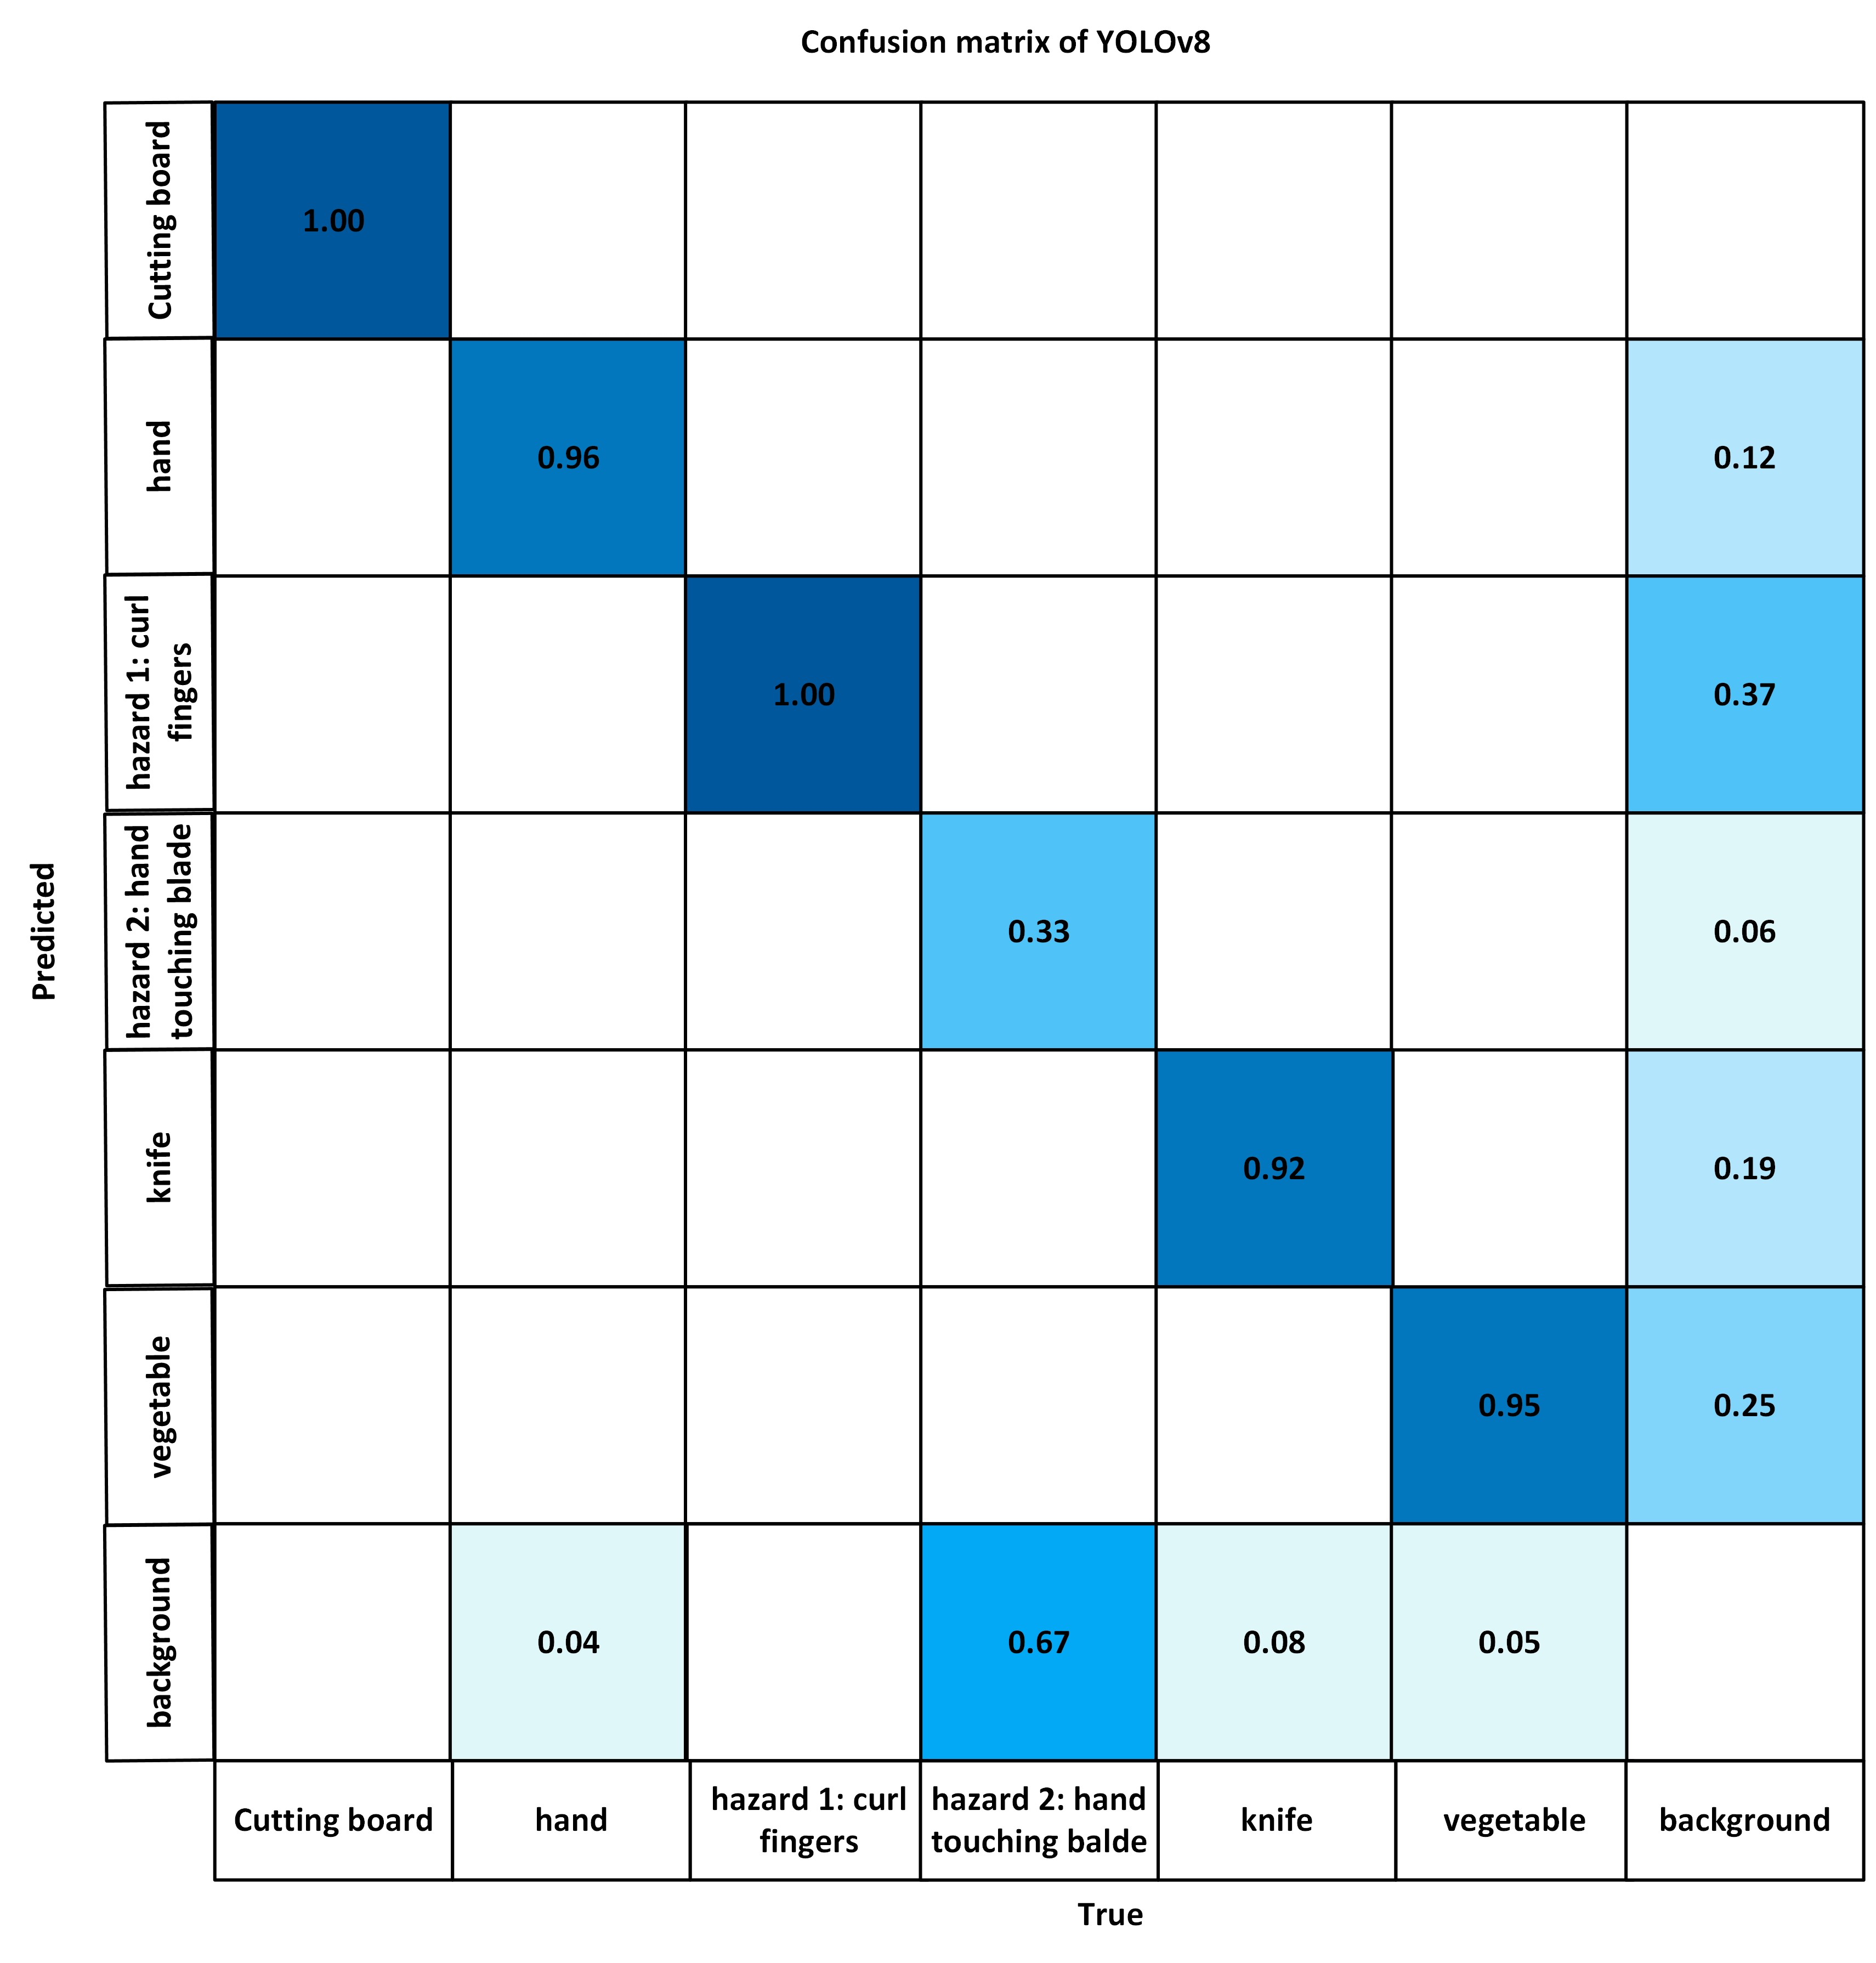 Confusion matrix of YOLOv8
Predicted
Cutting board
1.00
hand
0.96
0.12
hazard 1: curl
fingers
1.00
0.37
hazard 2: hand
touching blade
0.33
0.06
knife
0.92
0.19
vegetable
0.95
0.25
background
0.04
0.67
0.08
0.05
Cutting board
hand
hazard 1: curl
fingers
hazard 2: hand
touching balde
knife
vegetable
background
True